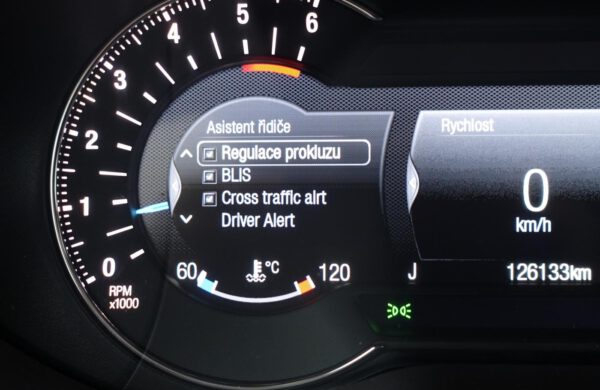 6
5
4
3
2
1
0
RPM
x1000
Asistent řidiče
Regulace prokluzu
BLIS
Cross traffic alrt
Driver Alert
60 °C 120
Rychlost
0
km/h
J 126133km